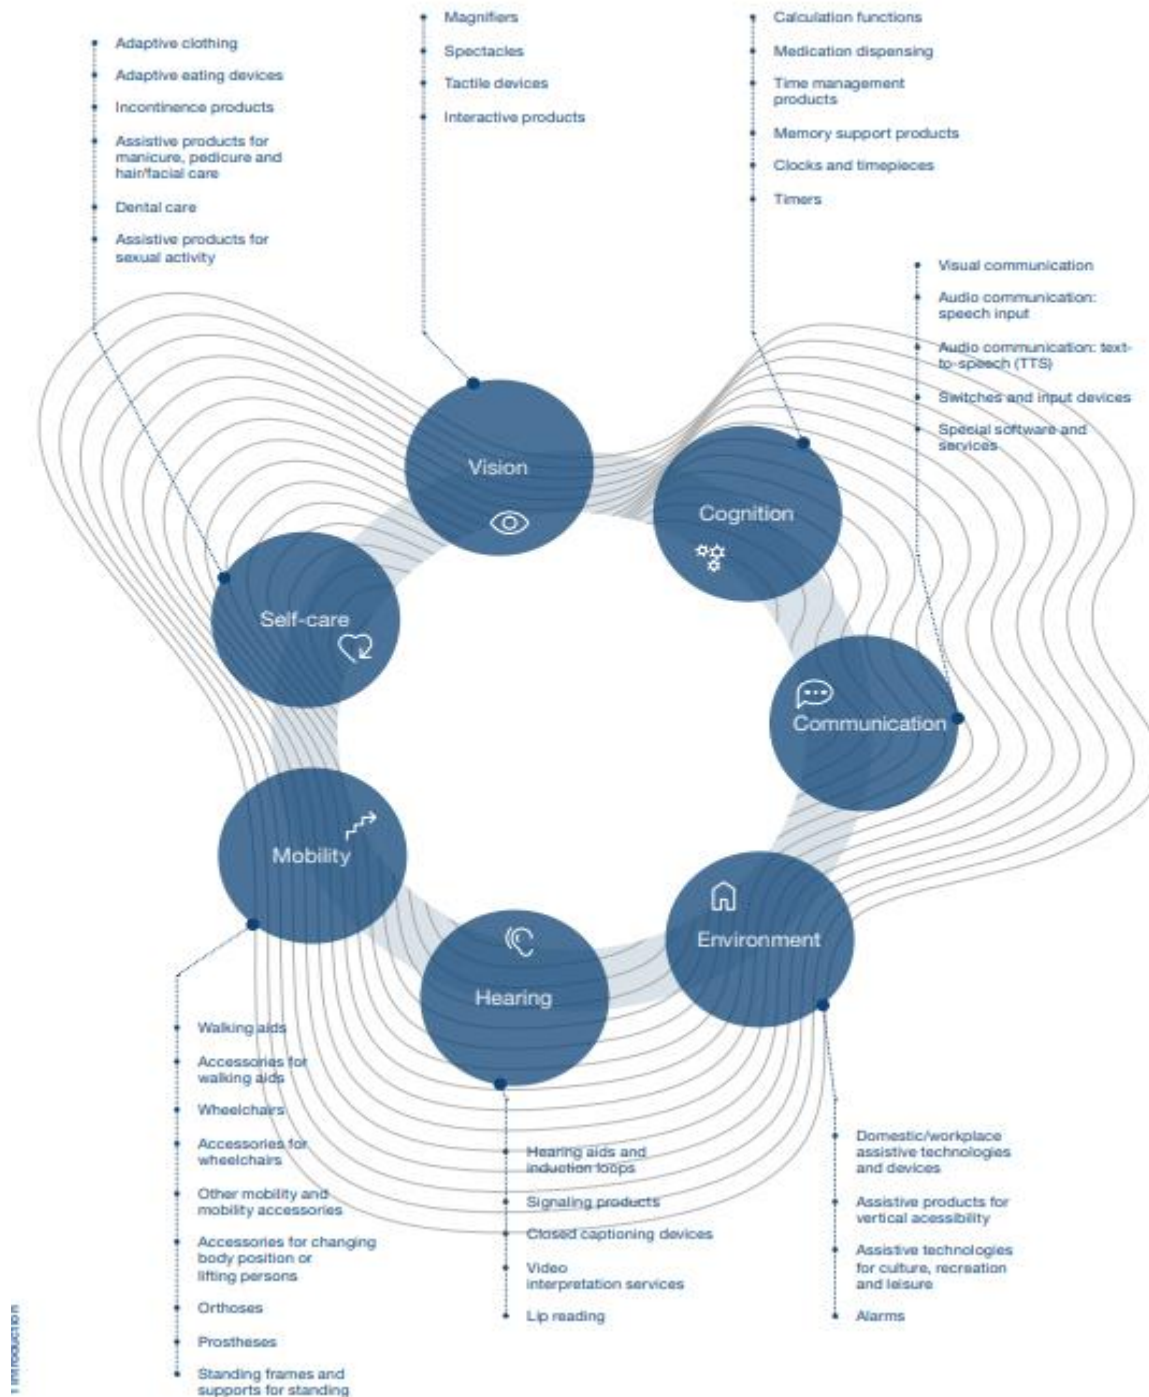 Adaptive clothing
Adaptive eating devices
Incontinence products
Assistive products for
manicure, pedicure and
hair/facial care
Dental care
Assistive products for
sexual activity
Magnifiers
Spectacles
Tactile devices
Interactive products
Calculation functions
Medication dispensing
Time management
products
Memory support products
Clocks and timepieces
Timers
Visual communication
Audio communication:
speech input
Audio communication: text-
to-speech (TTS)
Switches and input devices
Special software and
services
Vision
Cognition
Self-care
Communication
Mobility
Environment
Hearing
Walking aids
Accessories for
walking aids
Wheelchairs
Accessories for
wheelchairs
Other mobility and
mobility accessories
Accessories for changing
body position or
lifting persons
Orthoses
Prostheses
Standing frames and
supports for standing
Hearing aids and
induction loops
Signaling products
Closed captioning devices
Video
interpretation services
Lip reading
Domestic/workplace
assistive technologies
and devices
Assistive products for
vertical acessibility
Assistive technologies
for culture, recreation
and leisure
Alarms
1 Introduction